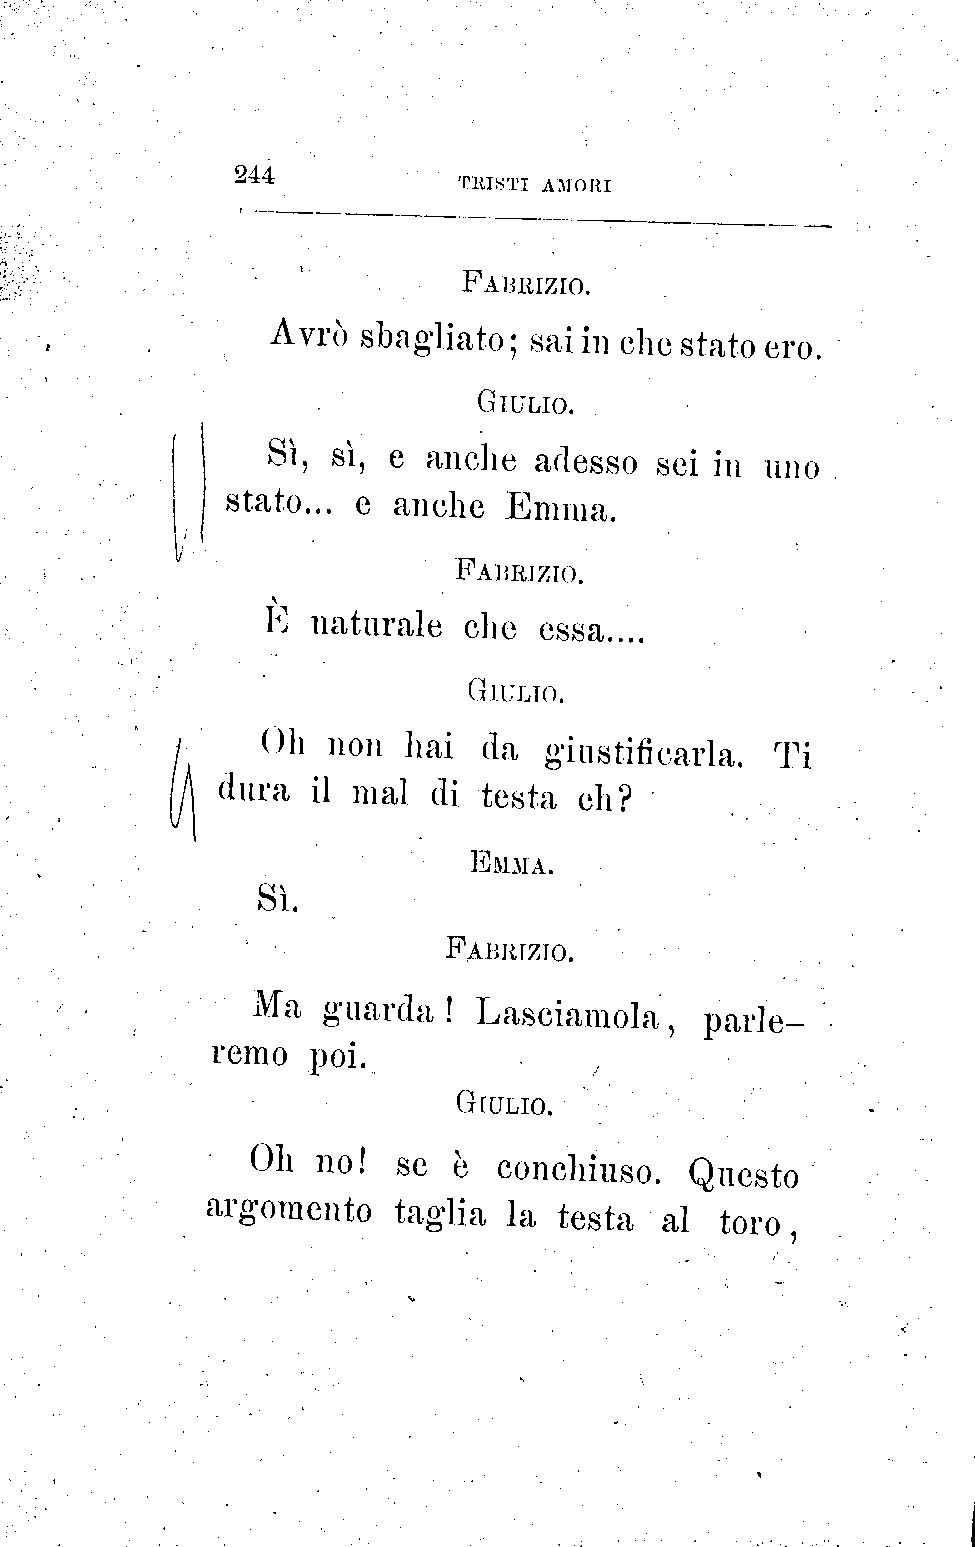 244
TRISTI AMORI
FABRIZIO.
Avrò sbagliato; sai in che stato ero.
GIULIO.
Sì, sì, e anche adesso sei in uno
stato... e anche Emma.
FABRIZIO.
È naturale che essa....
GIULIO.
Oh non hai da giustificarla. Ti
dura il mal di testa eh?
EMMA.
Sì.
FABRIZIO.
Ma guarda! Lasciamola, parle-
remo poi.
GIULIO.
Oh no! se è conchiuso. Questo
argomento taglia la testa al toro,